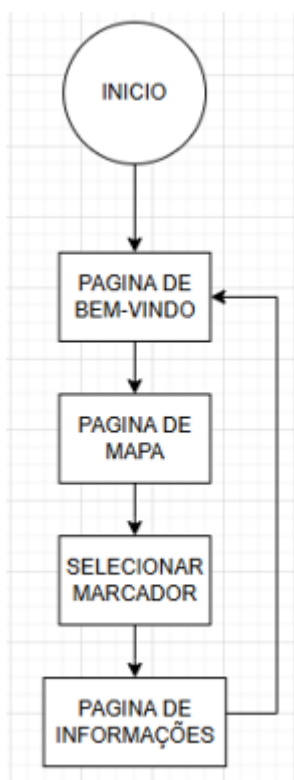 INICIO
PAGINA DE
BEM-VINDO
PAGINA DE
MAPA
SELECIONAR
MARCADOR
PAGINA DE
INFORMAÇÕES